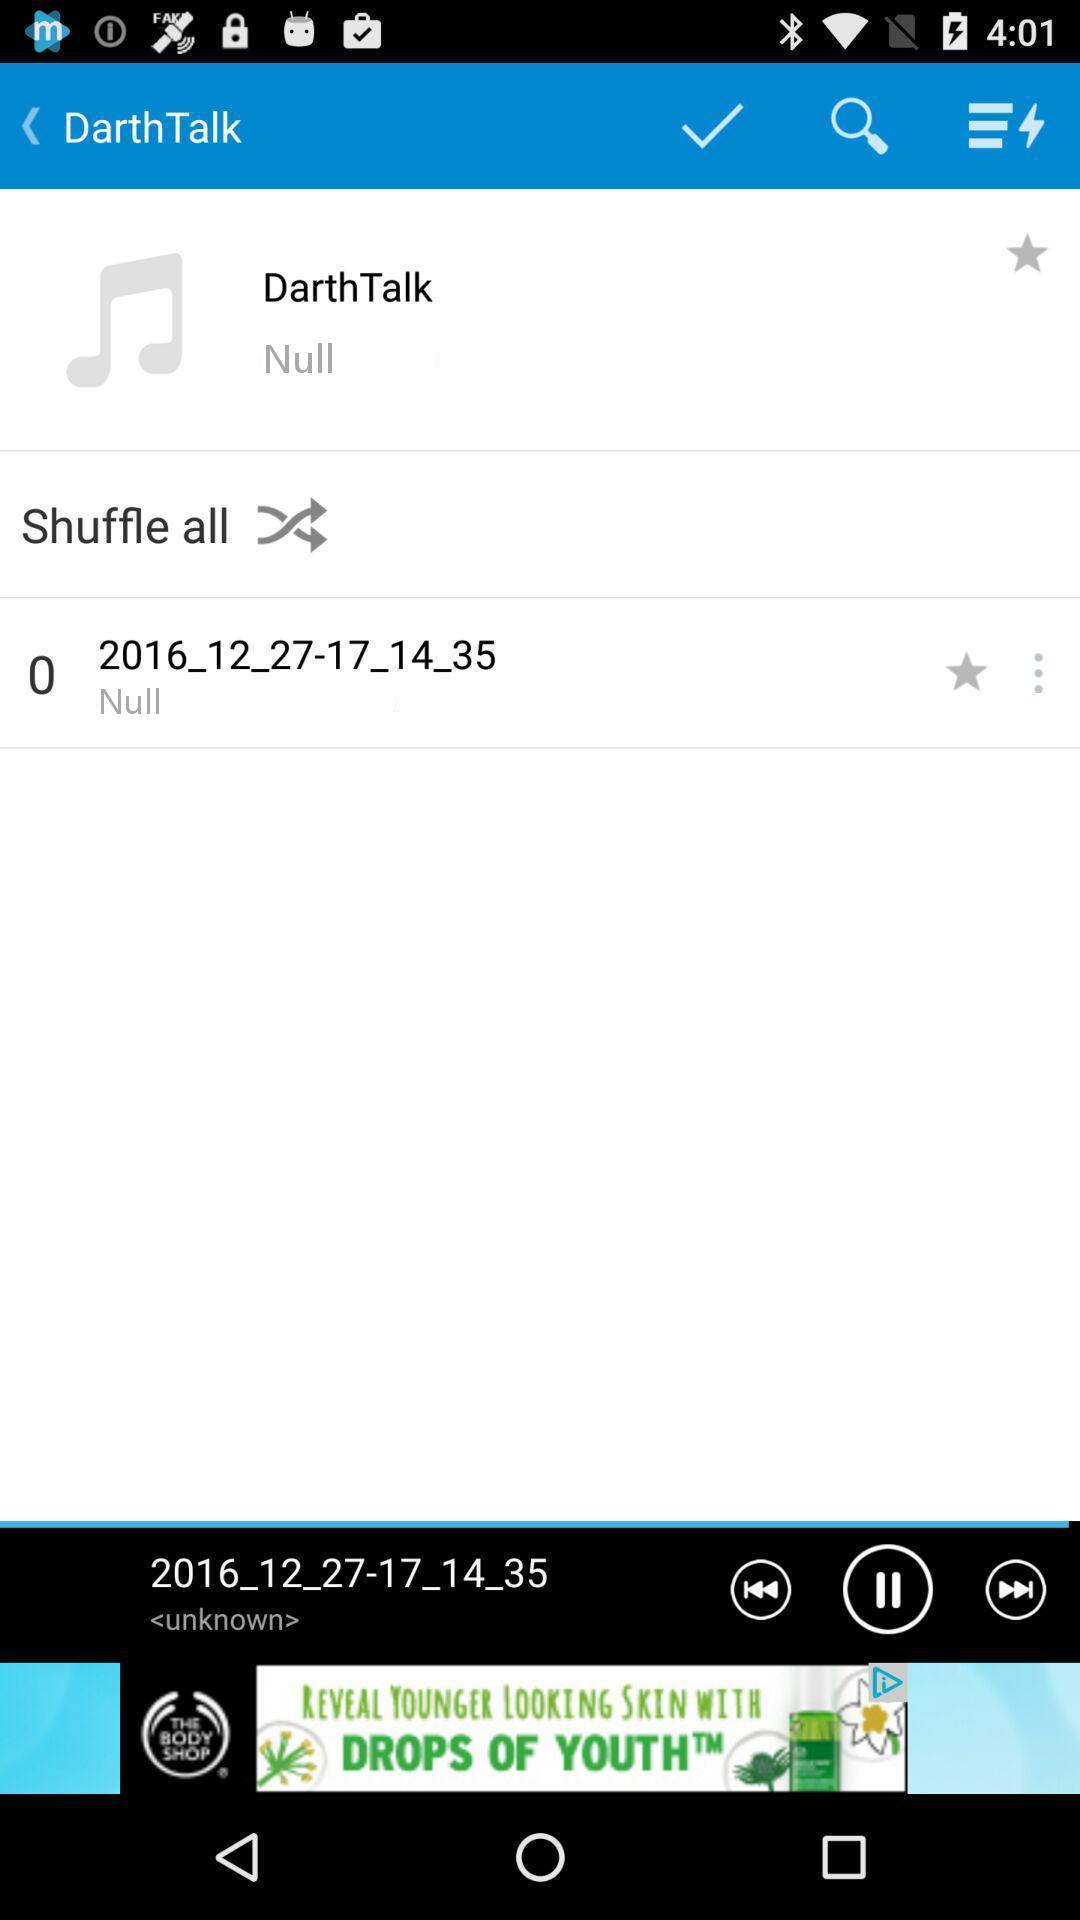 FAKE
4:01
DarthTalk
DarthTalk
Null
Shuffle all
0
2016_12_27-17_14_35
Null
2016_12_27-17_14_35
<unknown>
THE BODY SHOP
REVEAL YOUNGER LOOKING SKIN WITH
DROPS OF YOUTH™